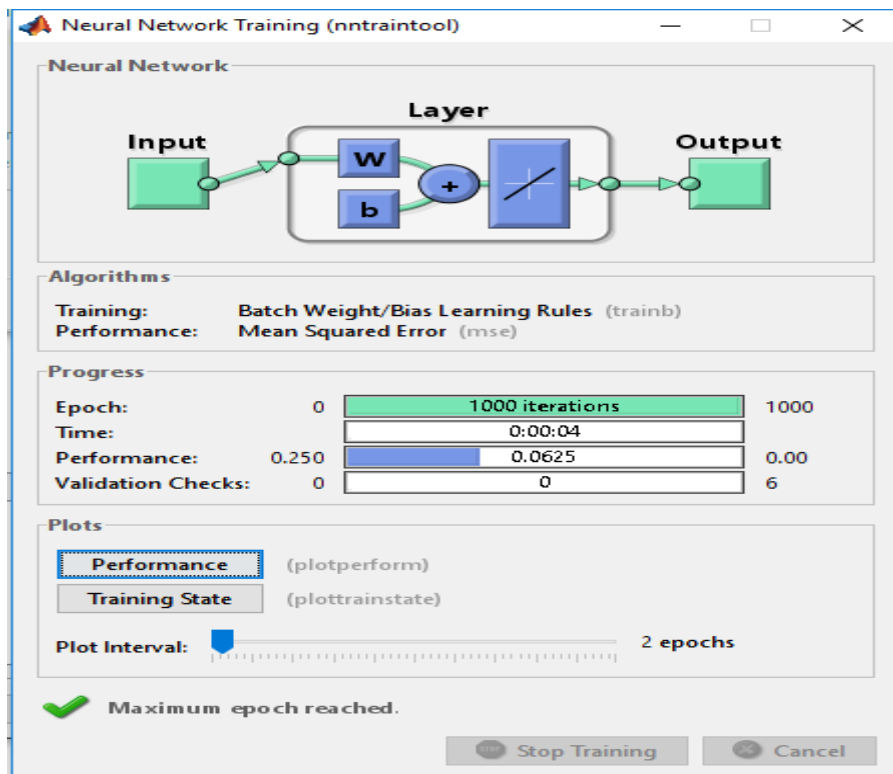 Neural Network Training (nntraintool)
Neural Network
Layer
Input
Output
W
b
+
Algorithms
Training: Batch Weight/Bias Learning Rules (trainb)
Performance: Mean Squared Error (mse)
Progress
Epoch: 0 1000 iterations 1000
Time: 0:00:04
Performance: 0.250 0.0625 0.00
Validation Checks: 0 0 6
Plots
Performance (plotperform)
Training State (plottrainstate)
Plot Interval: 2 epochs
Maximum epoch reached.
STOP Stop Training Cancel